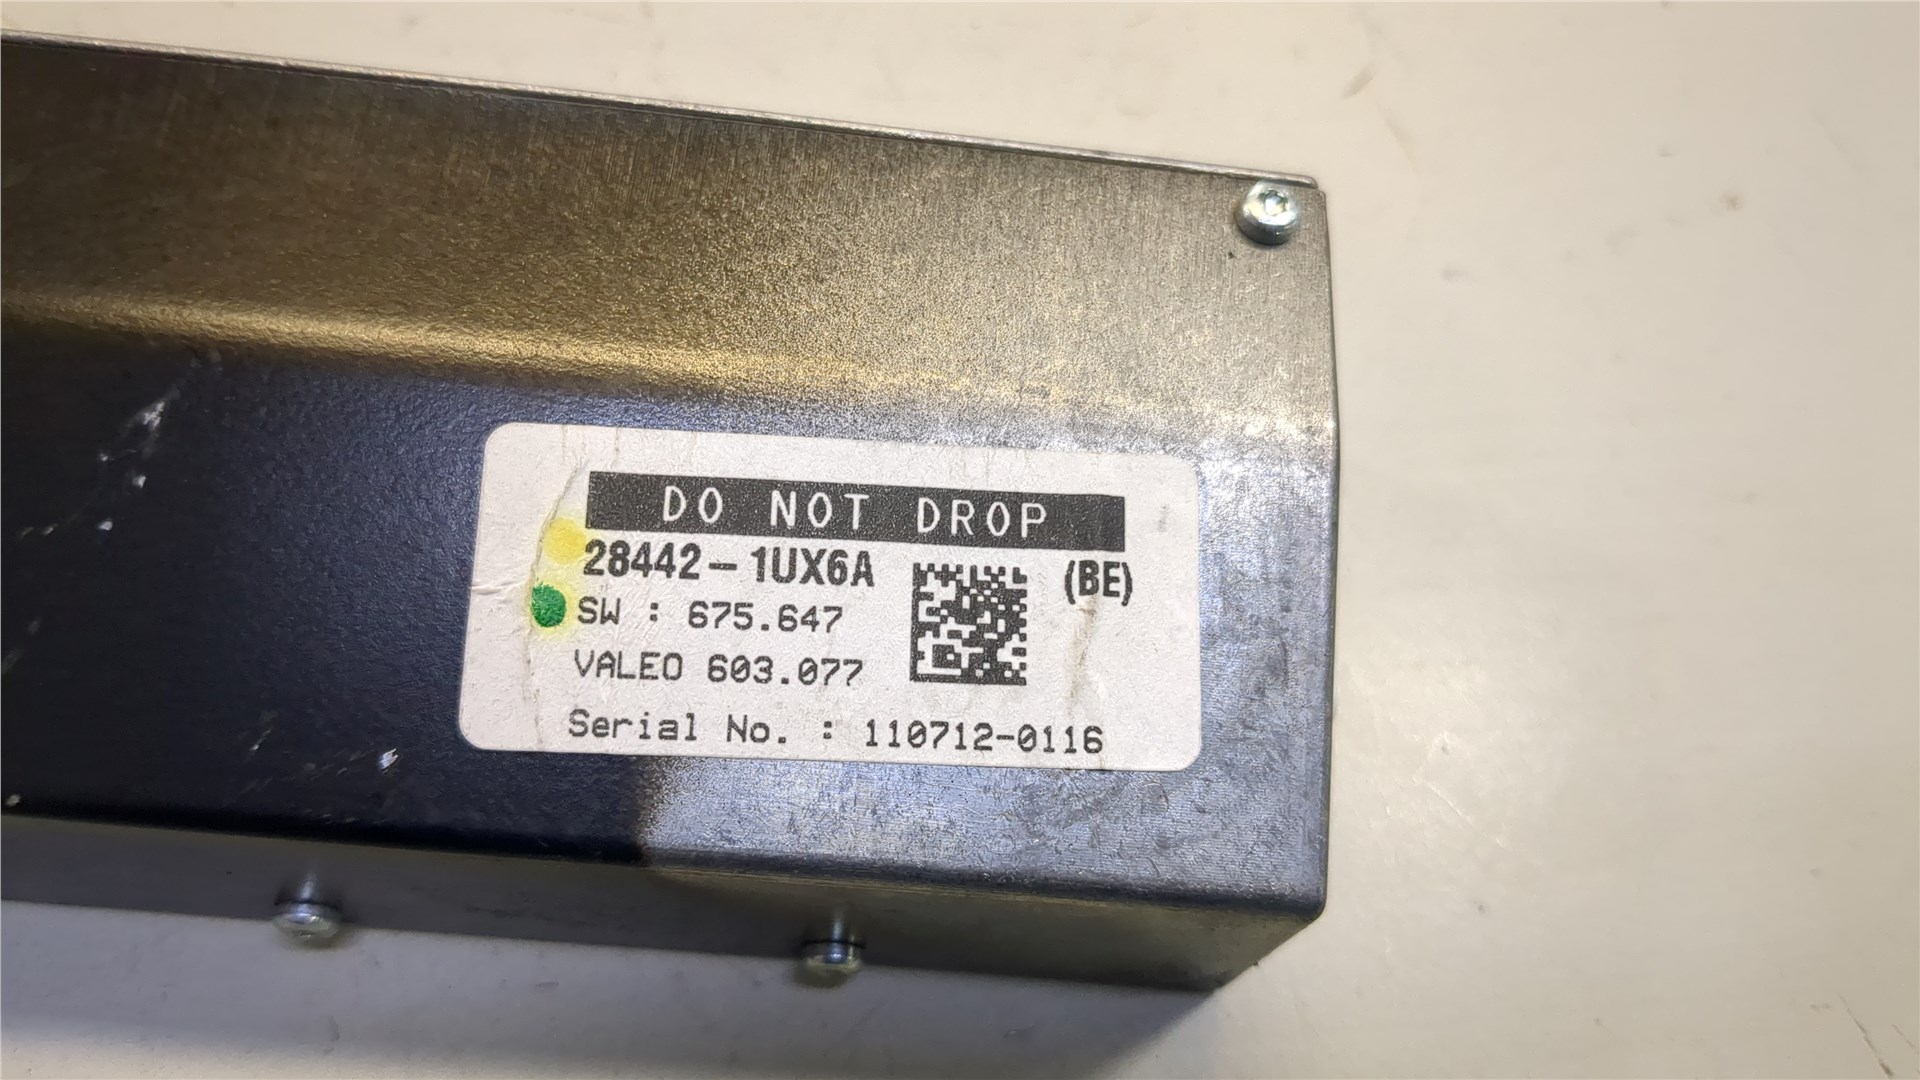 DO NOT DROP
28442-1UX6A (BE)
SW : 675.647
VALEO 603.077
Serial No. : 110712-0116